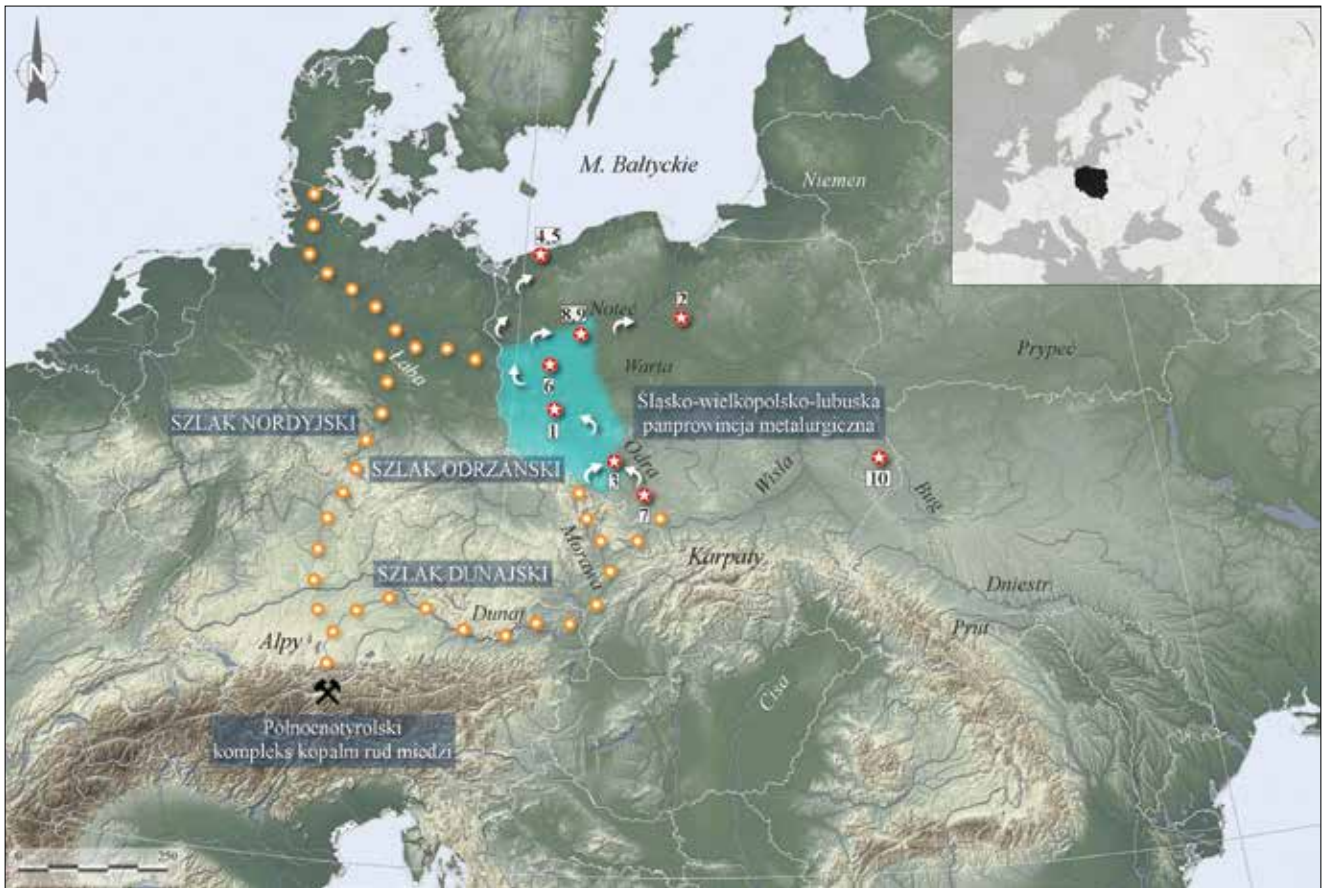 N
M. Bałtyckie
Niemen
4,5
2
8,9
Noteć
Prypeć
Warta
Łaba
6
Śląsko-wielkopolsko-lubuska
panprowincja metalurgiczna
1
SZLAK NORDYJSKI
Odra
SZLAK ODRZAŃSKI
Wisła
3
10
Bug
7
Morawa
Karpaty
SZLAK DUNAJSKI
Dniestr
Dunaj
Prut
Alpy
Cisa
Północnotyrolski
kompleks kopalni rud miedzi
0 250